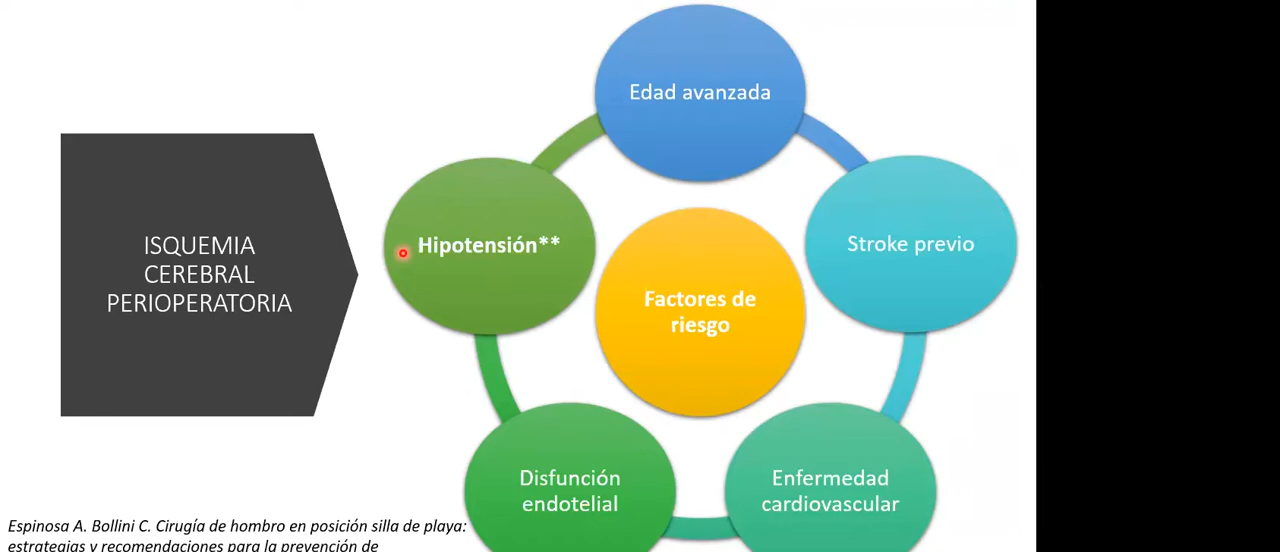 Edad avanzada
ISQUEMIA
CEREBRAL
PERIOPERATORIA
Hipotensión**
Stroke previo
Factores de
riesgo
Disfunción
endotelial
Enfermedad
cardiovascular
Espinosa A. Bollini C. Cirugía de hombro en posición silla de playa:
estrategias y recomendaciones para la prevención de